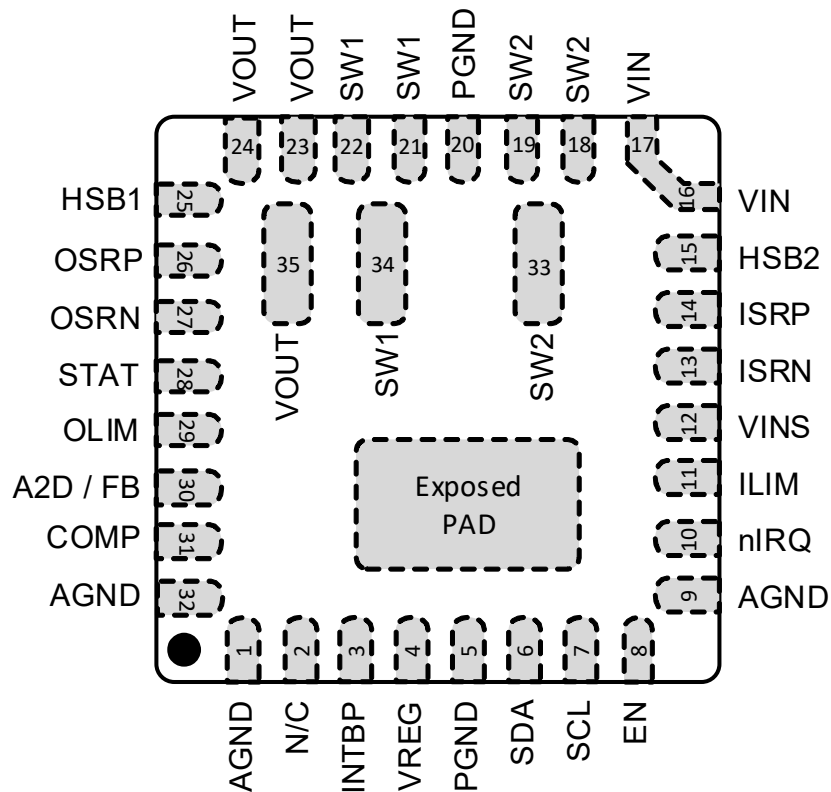 VOUT
VOUT
SW1
SW1
PGND
SW2
SW2
VIN
24
23
22
21
20
19
18
17
HSB1
25
16
VIN
OSRP
26
35
34
33
15
HSB2
OSRN
27
14
ISRP
VOUT
SW1
SW2
STAT
28
13
ISRN
OLIM
29
12
VINS
A2D / FB
30
Exposed
PAD
11
ILIM
COMP
31
10
nIRQ
AGND
32
9
AGND
1
2
3
4
5
6
7
8
AGND
N/C
INTBP
VREG
PGND
SDA
SCL
EN